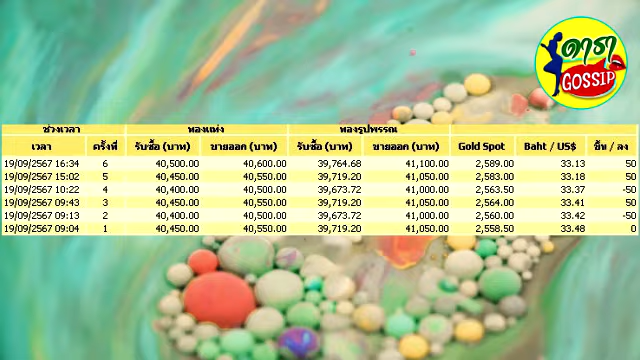 ดารา
GOSSIP
ช่วงเวลา ทองแท่ง ทองรูปพรรณ
เวลา ครั้งที่ รับซื้อ (บาท) ขายออก (บาท) รับซื้อ (บาท) ขายออก (บาท) Gold Spot Baht / US$ ขึ้น / ลง
19/09/2567 16:34 6 40,500.00 40,600.00 39,764.68 41,100.00 2,589.00 33.13 50
19/09/2567 15:02 5 40,450.00 40,550.00 39,719.20 41,050.00 2,583.00 33.18 50
19/09/2567 10:22 4 40,400.00 40,500.00 39,673.72 41,000.00 2,563.50 33.37 -50
19/09/2567 09:43 3 40,450.00 40,550.00 39,719.20 41,050.00 2,564.00 33.41 50
19/09/2567 09:13 2 40,400.00 40,500.00 39,673.72 41,000.00 2,560.00 33.42 -50
19/09/2567 09:04 1 40,450.00 40,550.00 39,719.20 41,050.00 2,558.50 33.48 0